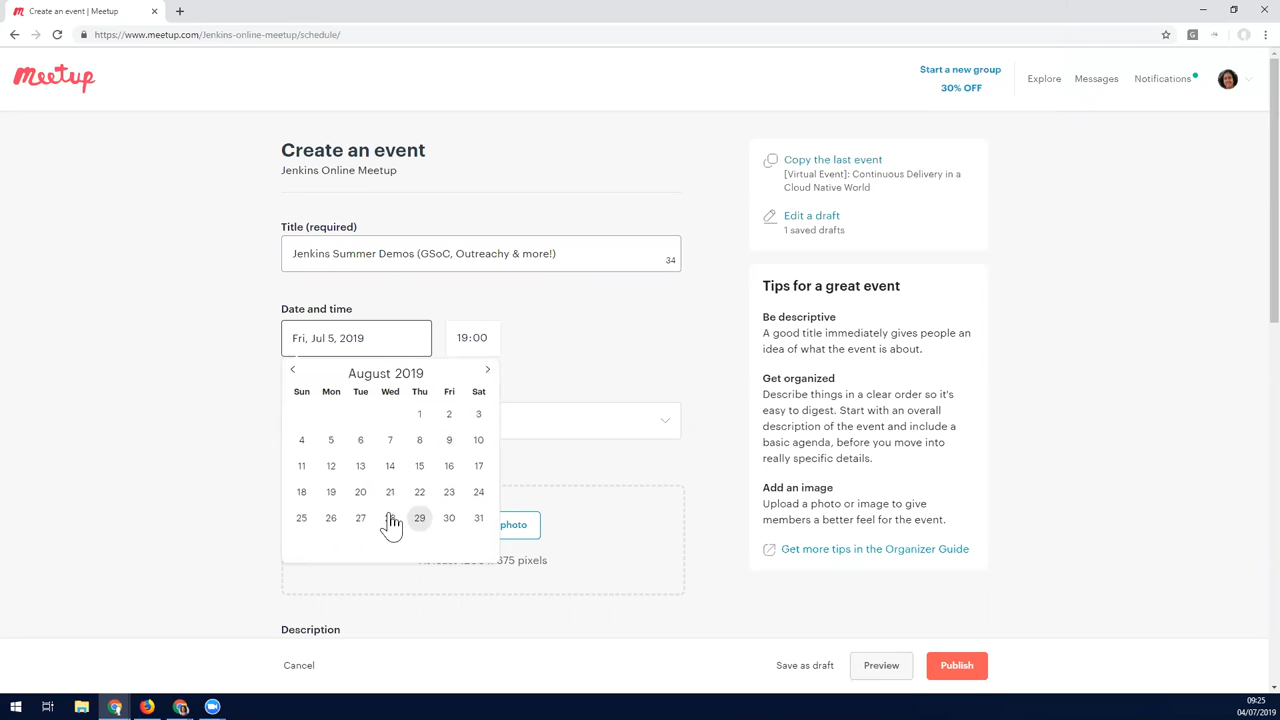 Create an event | Meetup
https://www.meetup.com/Jenkins-online-meetup/schedule/
Meetup
Start a new group
30% OFF
Explore
Messages
Notifications
Create an event
Jenkins Online Meetup
Title (required)
Jenkins Summer Demos (GSoC, Outreachy & more!)
34
Date and time
Fri, Jul 5, 2019
19:00
August 2019
Sun Mon Tue Wed Thu Fri Sat
1 2 3
4 5 6 7 8 9 10
11 12 13 14 15 16 17
18 19 20 21 22 23 24
25 26 27 29 30 31
photo
675 pixels
Description
Copy the last event
[Virtual Event]: Continuous Delivery in a
Cloud Native World
Edit a draft
1 saved drafts
Tips for a great event
Be descriptive
A good title immediately gives people an
idea of what the event is about.
Get organized
Describe things in a clear order so it's
easy to digest. Start with an overall
description of the event and include a
basic agenda, before you move into
really specific details.
Add an image
Upload a photo or image to give
members a better feel for the event.
Get more tips in the Organizer Guide
Cancel
Save as draft
Preview
Publish
09:25
04/07/2019